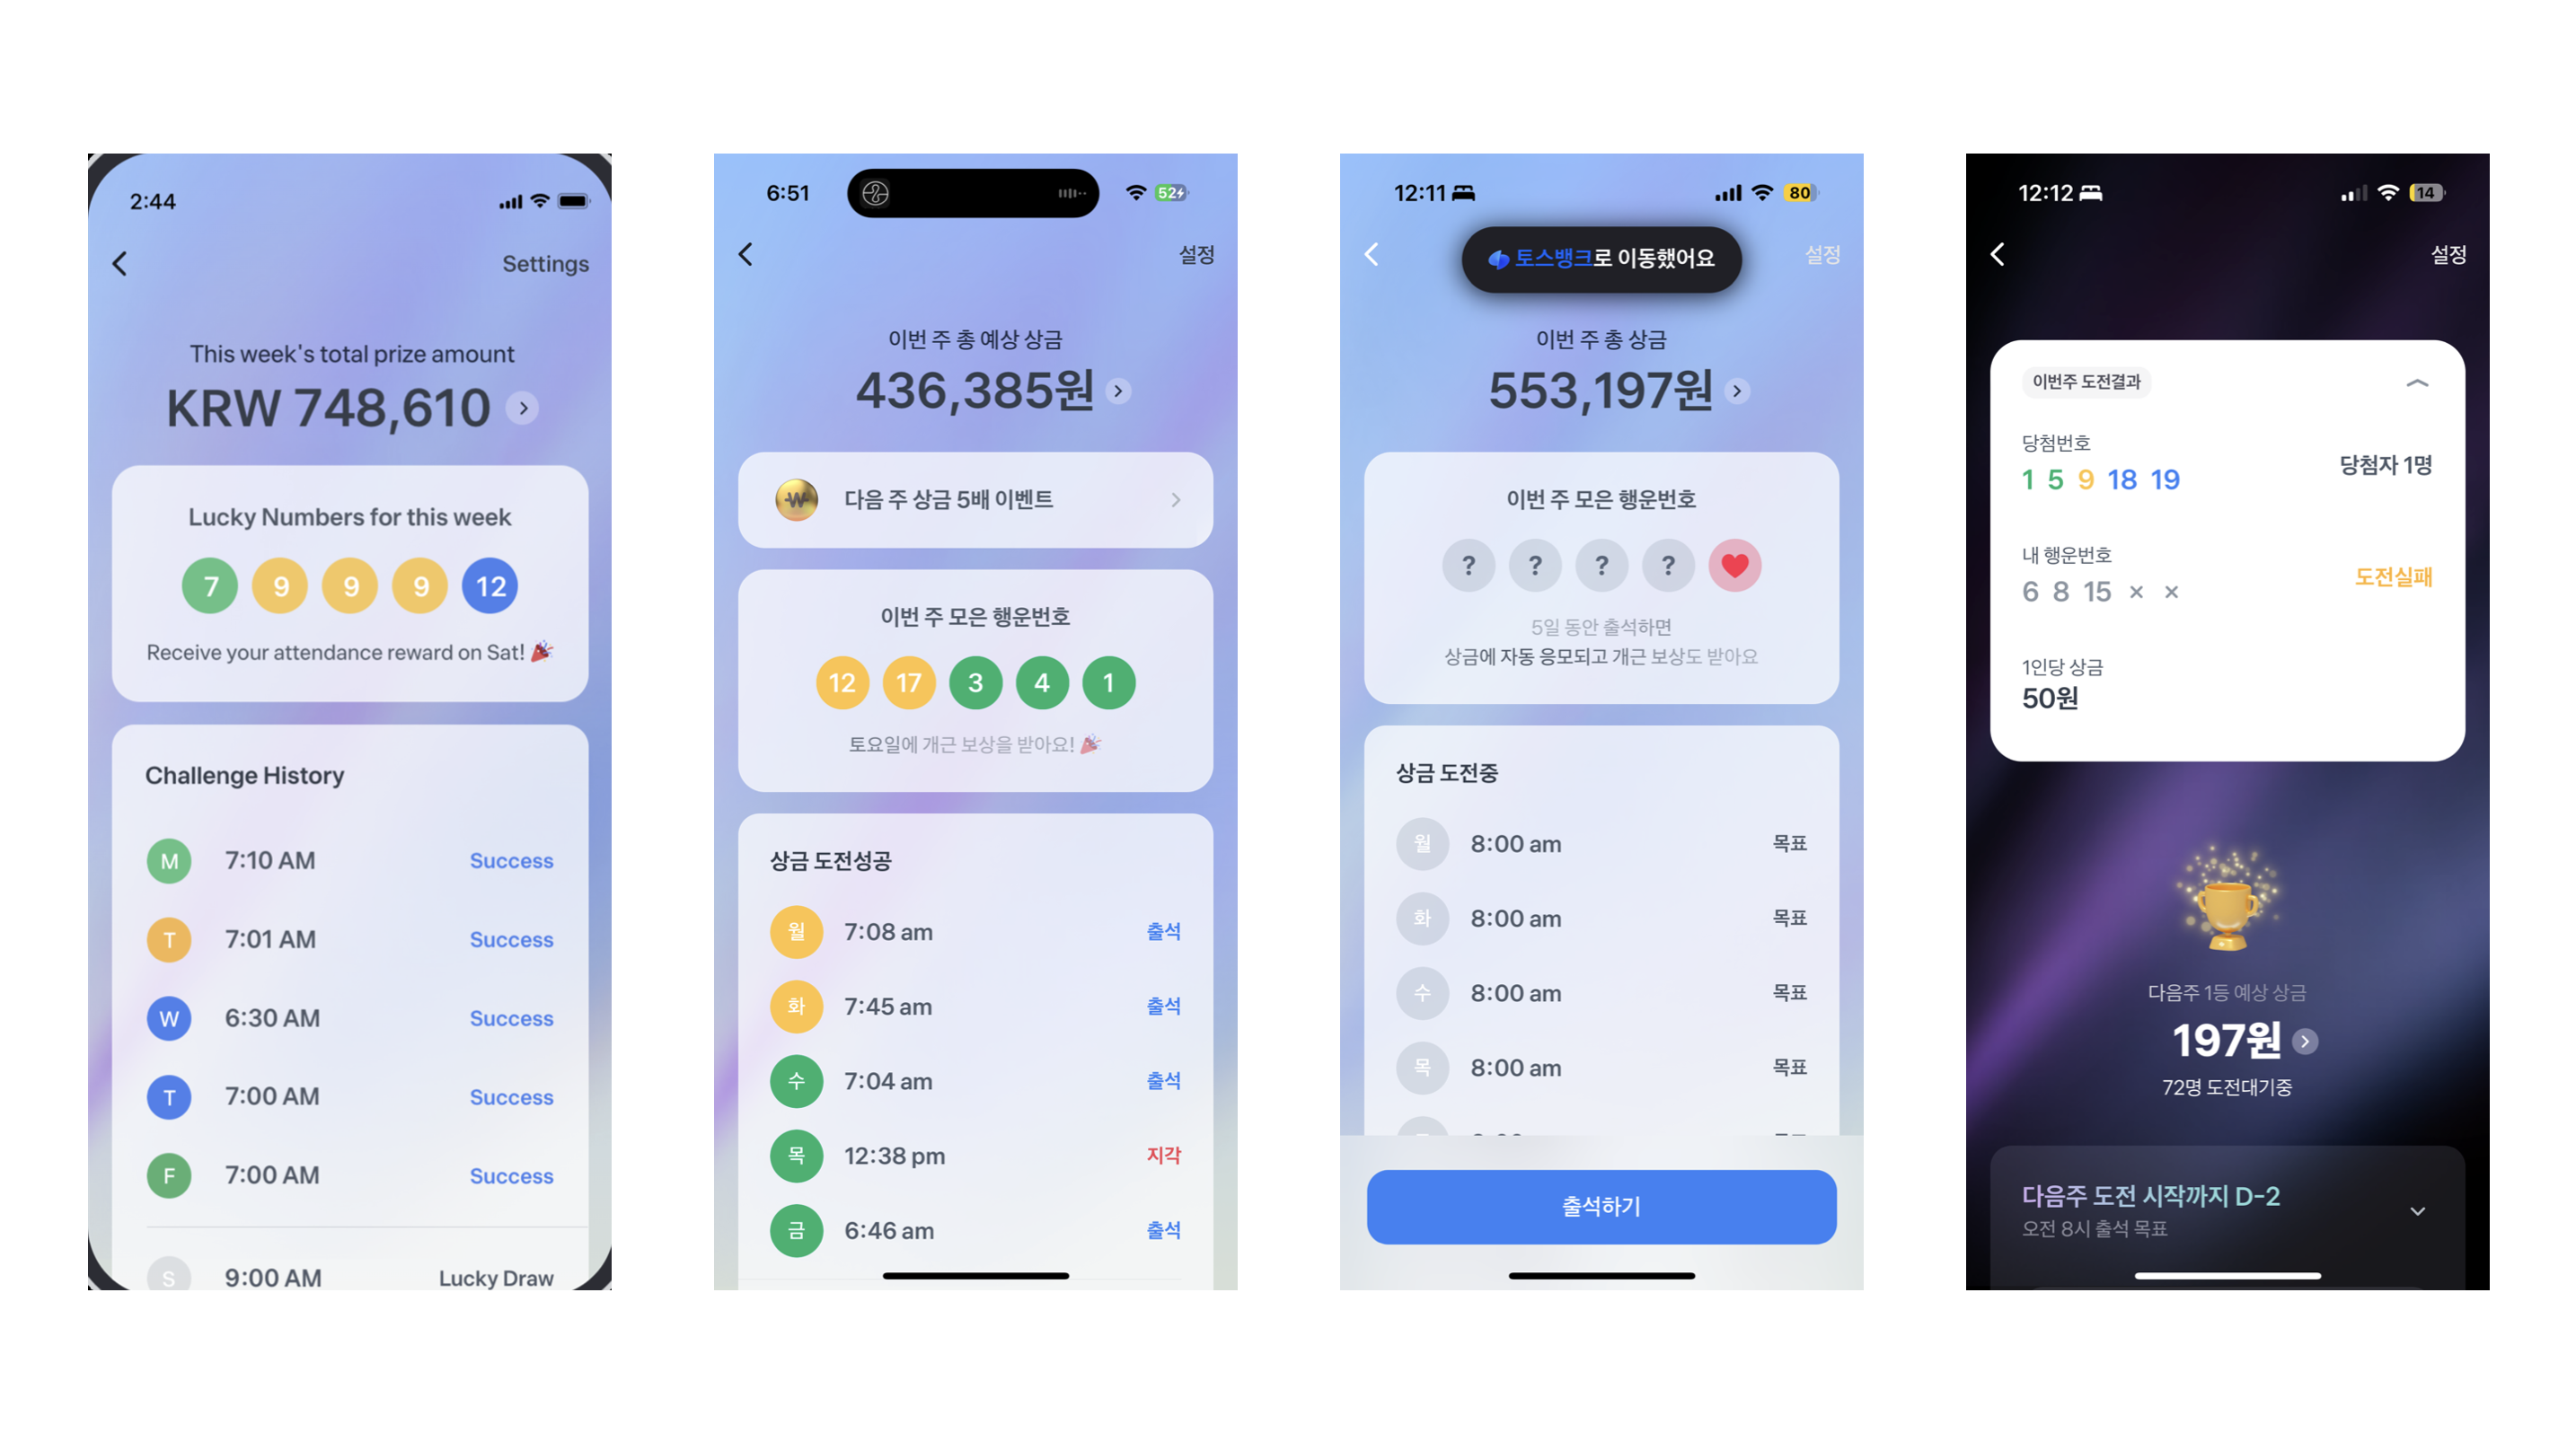 2:44
Settings
This week's total prize amount
KRW 748,610
Lucky Numbers for this week
7 9 9 9 12
Receive your attendance reward on Sat!
Challenge History
M 7:10 AM Success
T 7:01 AM Success
W 6:30 AM Success
T 7:00 AM Success
F 7:00 AM Success
S 9:00 AM Lucky Draw
6:51 52
설정
이번 주 총 예상 상금
436,385원
W 다음 주 상금 5배 이벤트
이번 주 모은 행운번호
12 17 3 4 1
토요일에 개근 보상을 받아요!
상금 도전성공
월 7:08 am 출석
화 7:45 am 출석
수 7:04 am 출석
목 12:38 pm 지각
금 6:46 am 출석
12:11 80
토스뱅크로 이동했어요
설정
이번 주 총 상금
553,197원
이번 주 모은 행운번호
? ? ? ?
5일 동안 출석하면
상금에 자동 응모되고 개근 보상도 받아요
상금 도전중
월 8:00 am 목표
화 8:00 am 목표
수 8:00 am 목표
목 8:00 am 목표
출석하기
12:12 14
설정
이번주 도전결과
당첨번호
1 5 9 18 19
당첨자 1명
내 행운번호
6 8 15 × ×
도전실패
1인당 상금
50원
다음주 1등 예상 상금
197원
72명 도전대기중
다음주 도전 시작까지 D-2
오전 8시 출석 목표